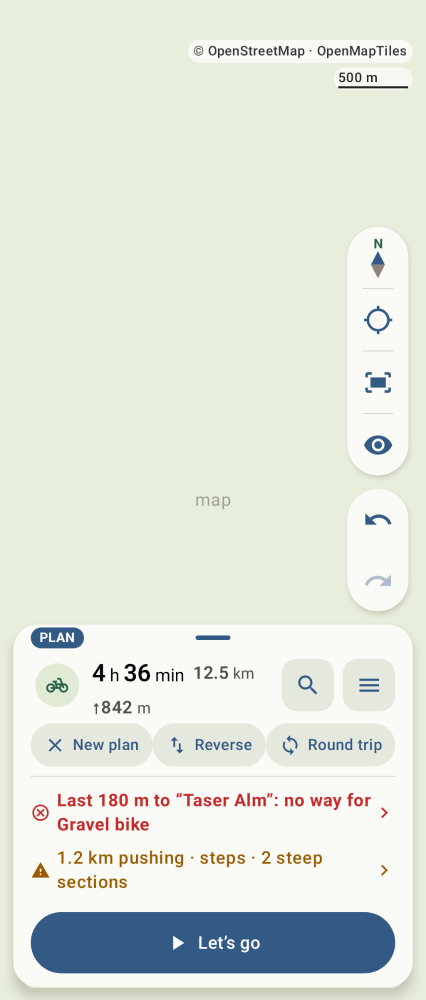 © OpenStreetMap · OpenMapTiles
500 m
N
map
PLAN
4 h 36 min 12.5 km
↑842 m
New plan
Reverse
Round trip
Last 180 m to “Taser Alm”: no way for
Gravel bike
1.2 km pushing · steps · 2 steep
sections
Let’s go